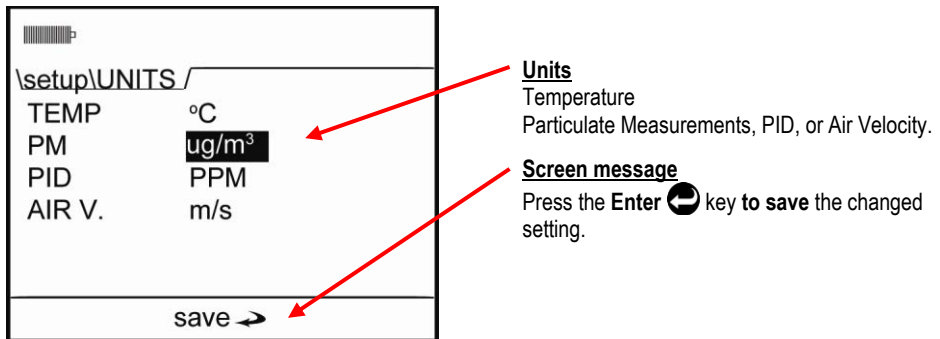 \setup\UNITS /
TEMP °C
PM ug/m³
PID PPM
AIR V. m/s
save
Units
Temperature
Particulate Measurements, PID, or Air Velocity.
Screen message
Press the Enter key to save the changed
setting.